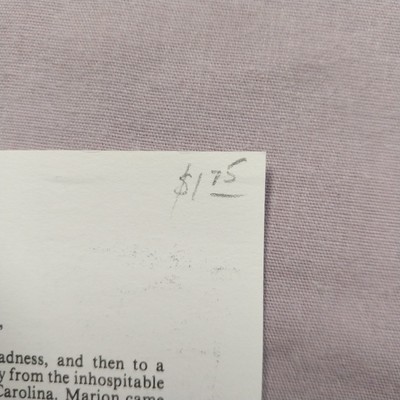 $1 75
,
adness, and then to a
y from the inhospitable
Carolina. Marion came